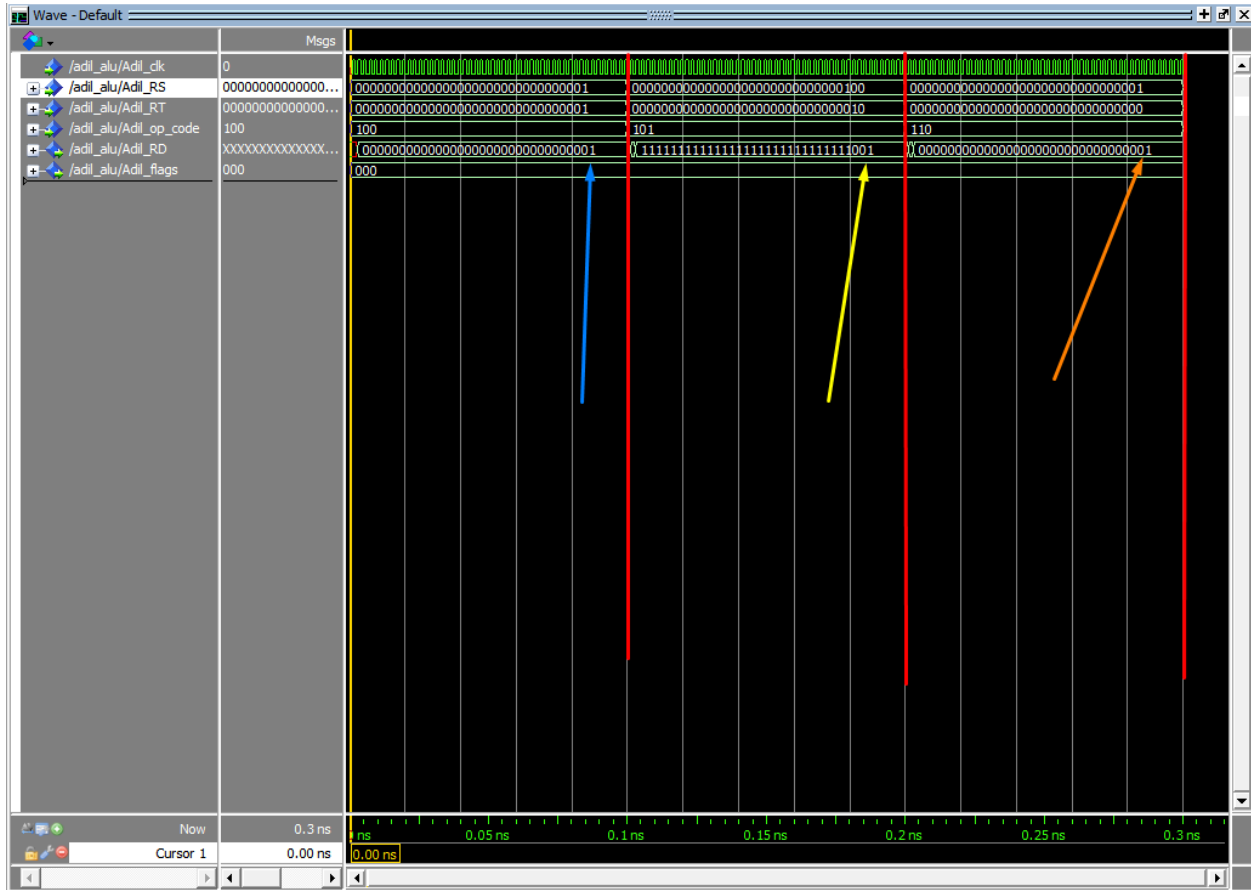 Wave - Default
Msgs
/adil_alu/Adil_clk 0
/adil_alu/Adil_RS 00000000000000... 00000000000000000000000000000001 00000000000000000000000000000100 00000000000000000000000000000001
/adil_alu/Adil_RT 00000000000000... 00000000000000000000000000000001 00000000000000000000000000000010 00000000000000000000000000000000
/adil_alu/Adil_op_code 100 100 101 110
/adil_alu/Adil_RD XXXXXXXXXXXXXX... 00000000000000000000000000000001 11111111111111111111111111111001 00000000000000000000000000000001
/adil_alu/Adil_flags 000 000
Now 0.3 ns ns 0.05 ns 0.1 ns 0.15 ns 0.2 ns 0.25 ns 0.3 ns
Cursor 1 0.00 ns 0.00 ns